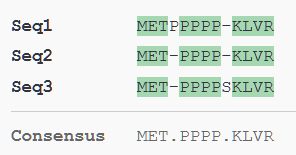 Seq1 METPPPPP-KLVR
Seq2 MET-PPPP-KLVR
Seq3 MET-PPPPSKLVR
Consensus MET.PPPP.KLVR